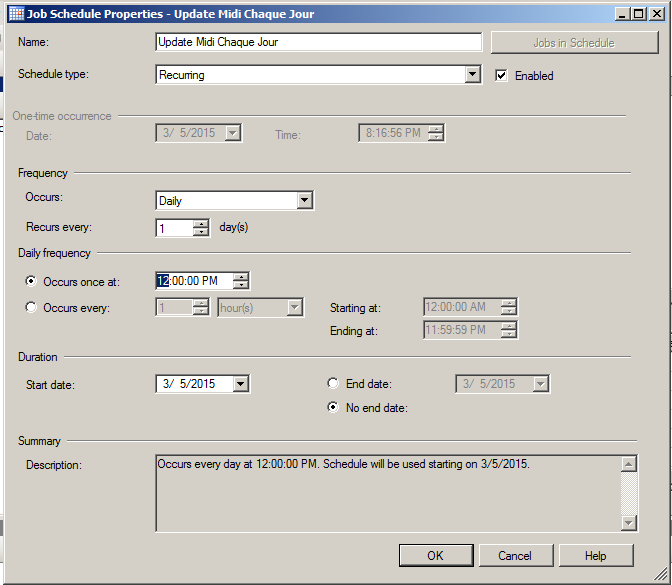 Job Schedule Properties - Update Midi Chaque Jour
Name: Update Midi Chaque Jour Jobs in Schedule
Schedule type: Recurring Enabled
One-time occurrence
Date: 3/ 5/2015 Time: 8:16:56 PM
Frequency
Occurs: Daily
Recurs every: 1 day(s)
Daily frequency
Occurs once at: 12:00:00 PM
Occurs every: 1 hour(s) Starting at: 12:00:00 AM
Ending at: 11:59:59 PM
Duration
Start date: 3/ 5/2015 End date: 3/ 5/2015
No end date:
Summary
Description: Occurs every day at 12:00:00 PM. Schedule will be used starting on 3/5/2015.
OK Cancel Help